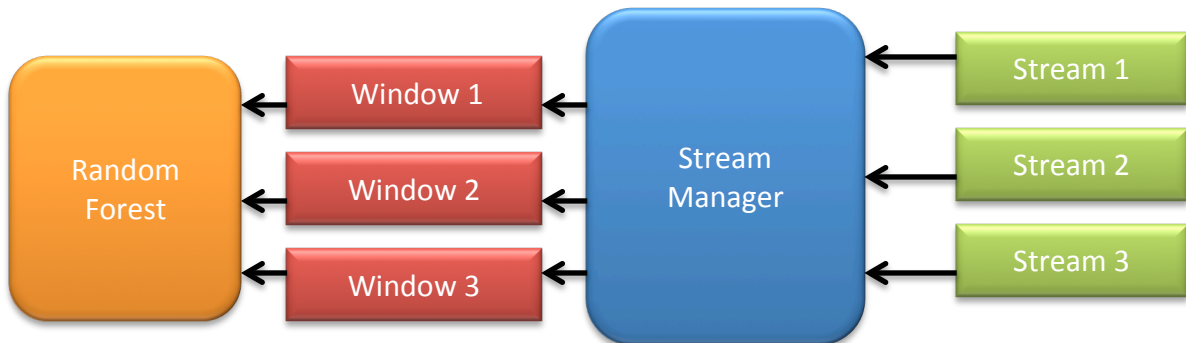 Random
Forest
Window 1
Window 2
Window 3
Stream
Manager
Stream 1
Stream 2
Stream 3